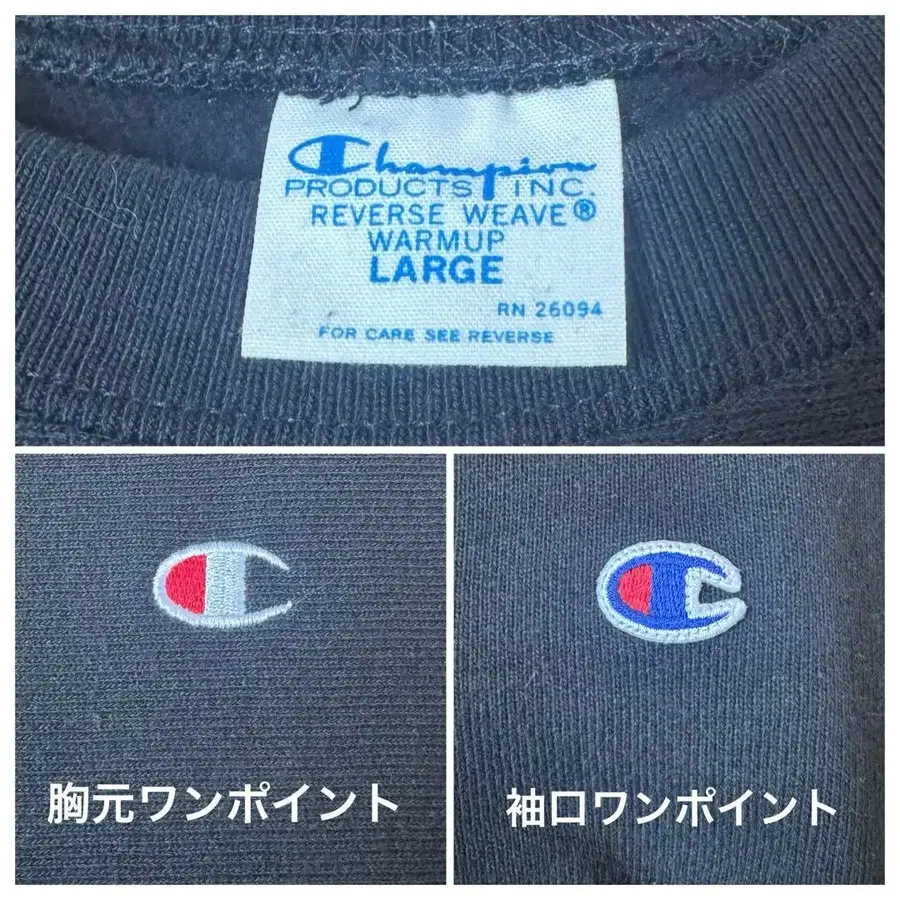 Champion
PRODUCTS INC.
REVERSE WEAVE®
WARMUP
LARGE
RN 26094
FOR CARE SEE REVERSE
胸元ワンポイント
袖口ワンポイント